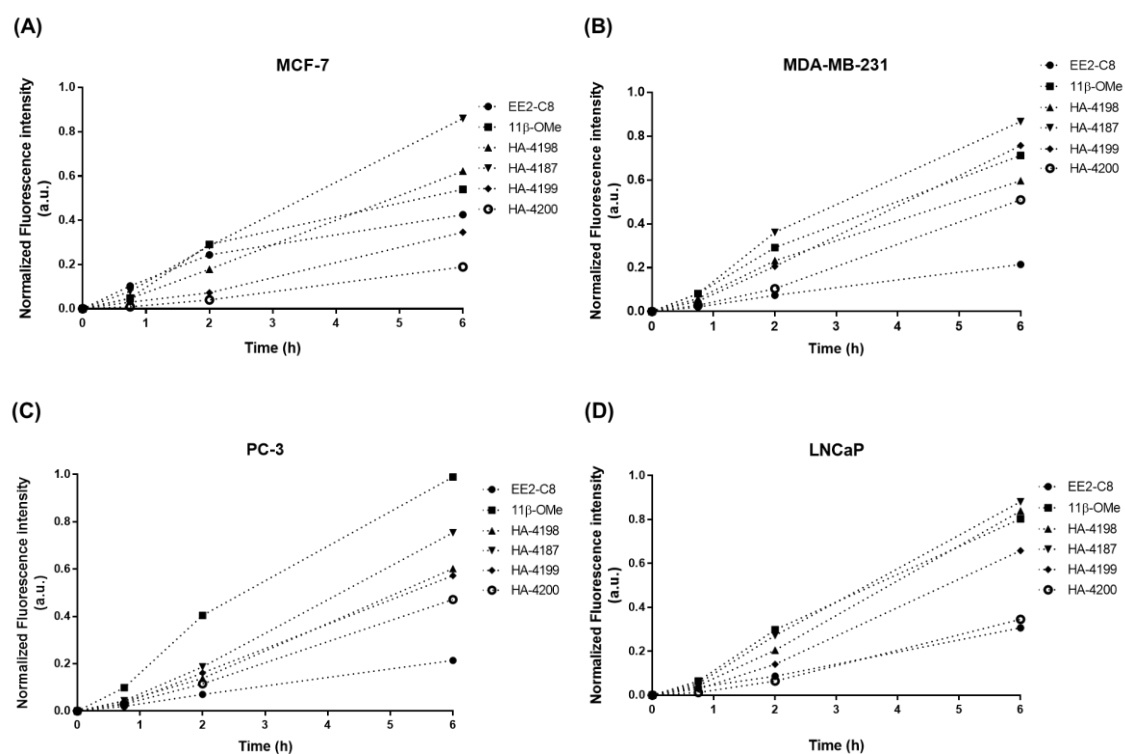 (A)
MCF-7
Normalized Fluorescence intensity
(a.u.)
1.0
0.8
0.6
0.4
0.2
0.0
0 1 2 3 4 5 6
Time (h)
EE2-C8
11β-OMe
HA-4198
HA-4187
HA-4199
HA-4200
(B)
MDA-MB-231
Normalized Fluorescence intensity
(a.u.)
1.0
0.8
0.6
0.4
0.2
0.0
0 1 2 3 4 5 6
Time (h)
EE2-C8
11β-OMe
HA-4198
HA-4187
HA-4199
HA-4200
(C)
PC-3
Normalized Fluorescence intensity
(a.u.)
1.0
0.8
0.6
0.4
0.2
0.0
0 1 2 3 4 5 6
Time (h)
EE2-C8
11β-OMe
HA-4198
HA-4187
HA-4199
HA-4200
(D)
LNCaP
Normalized Fluorescence intensity
(a.u.)
1.0
0.8
0.6
0.4
0.2
0.0
0 1 2 3 4 5 6
Time (h)
EE2-C8
11β-OMe
HA-4198
HA-4187
HA-4199
HA-4200